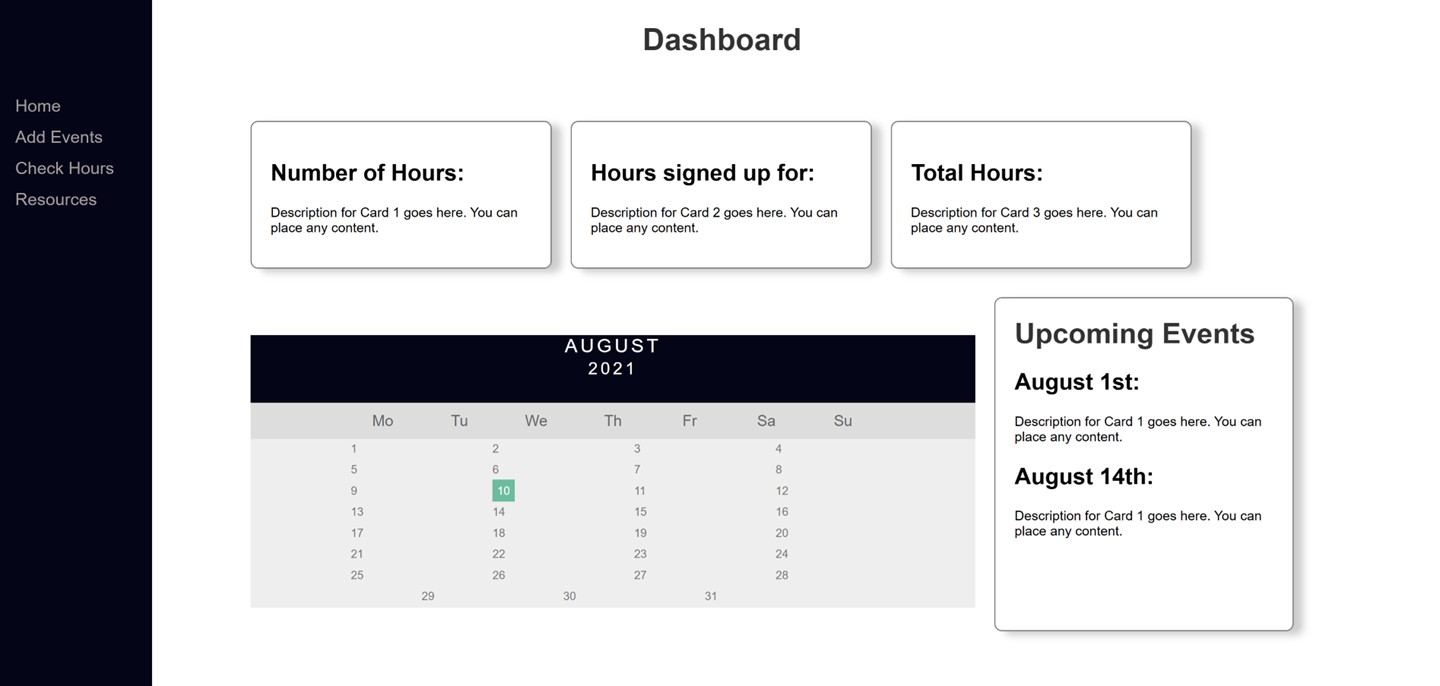 Dashboard
Home
Add Events
Check Hours
Resources
Number of Hours:
Description for Card 1 goes here. You can
place any content.
Hours signed up for:
Description for Card 2 goes here. You can
place any content.
Total Hours:
Description for Card 3 goes here. You can
place any content.
AUGUST
2021
Mo Tu We Th Fr Sa Su
1 2 3 4
5 6 7 8
9 10 11 12
13 14 15 16
17 18 19 20
21 22 23 24
25 26 27 28
29 30 31
Upcoming Events
August 1st:
Description for Card 1 goes here. You can
place any content.
August 14th:
Description for Card 1 goes here. You can
place any content.